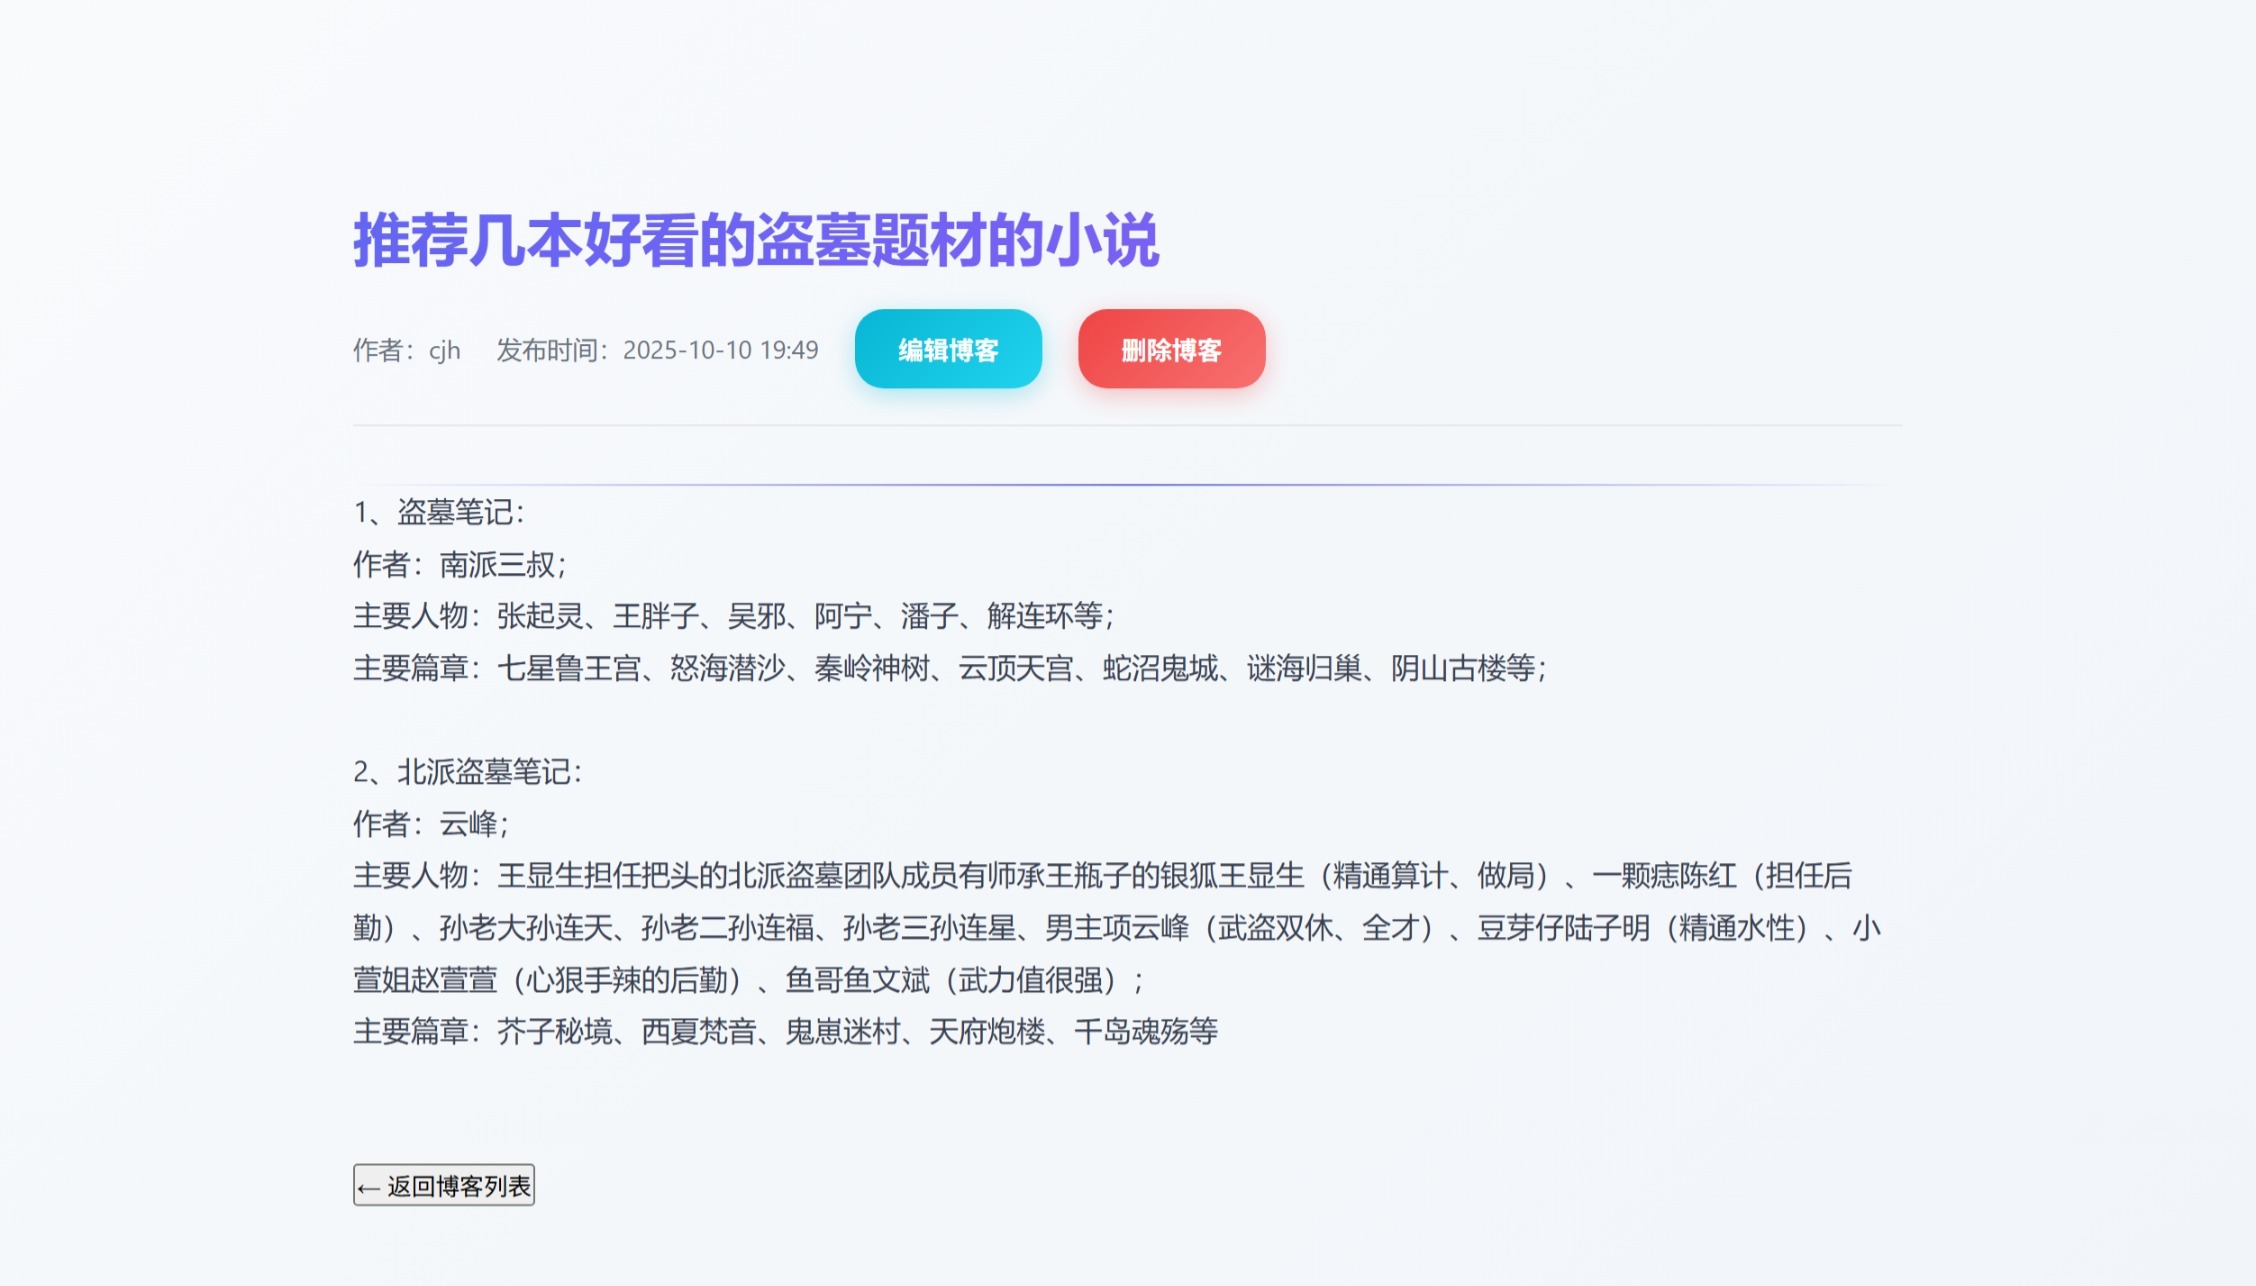 推荐几本好看的盗墓题材的小说
作者：cjh 发布时间：2025-10-10 19:49 编辑博客 删除博客
1、盗墓笔记：
作者：南派三叔；
主要人物：张起灵、王胖子、吴邪、阿宁、潘子、解连环等；
主要篇章：七星鲁王宫、怒海潜沙、秦岭神树、云顶天宫、蛇沼鬼城、谜海归巢、阴山古楼等；
2、北派盗墓笔记：
作者：云峰；
主要人物：王显生担任把头的北派盗墓团队成员有师承王瓶子的银狐王显生（精通算计、做局）、一颗痣陈红（担任后
勤）、孙老大孙连天、孙老二孙连福、孙老三孙连星、男主项云峰（武盗双休、全才）、豆芽仔陆子明（精通水性）、小
萱姐赵萱萱（心狠手辣的后勤）、鱼哥鱼文斌（武力值很强）；
主要篇章：芥子秘境、西夏梵音、鬼崽迷村、天府炮楼、千岛魂殇等
← 返回博客列表